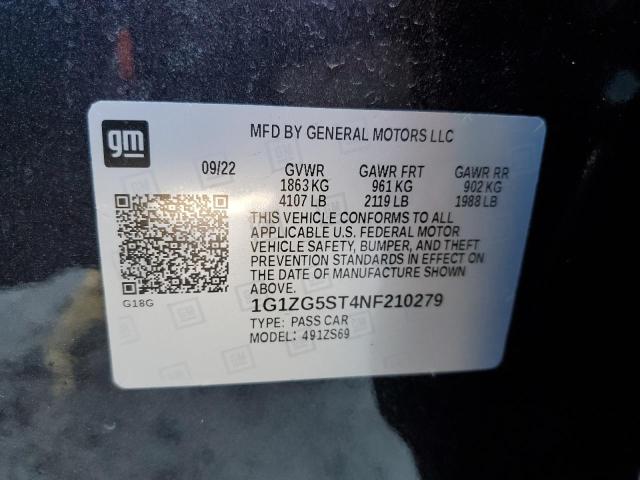 gm
MFD BY GENERAL MOTORS LLC
09/22 GVWR GAWR FRT GAWR RR
1863 KG 961 KG 902 KG
4107 LB 2119 LB 1988 LB
THIS VEHICLE CONFORMS TO ALL
APPLICABLE U.S. FEDERAL MOTOR
VEHICLE SAFETY, BUMPER, AND THEFT
PREVENTION STANDARDS IN EFFECT ON THE
DATE OF MANUFACTURE SHOWN
ABOVE.
G18G
1G1ZG5ST4NF210279
TYPE: PASS CAR
MODEL: 491ZS69